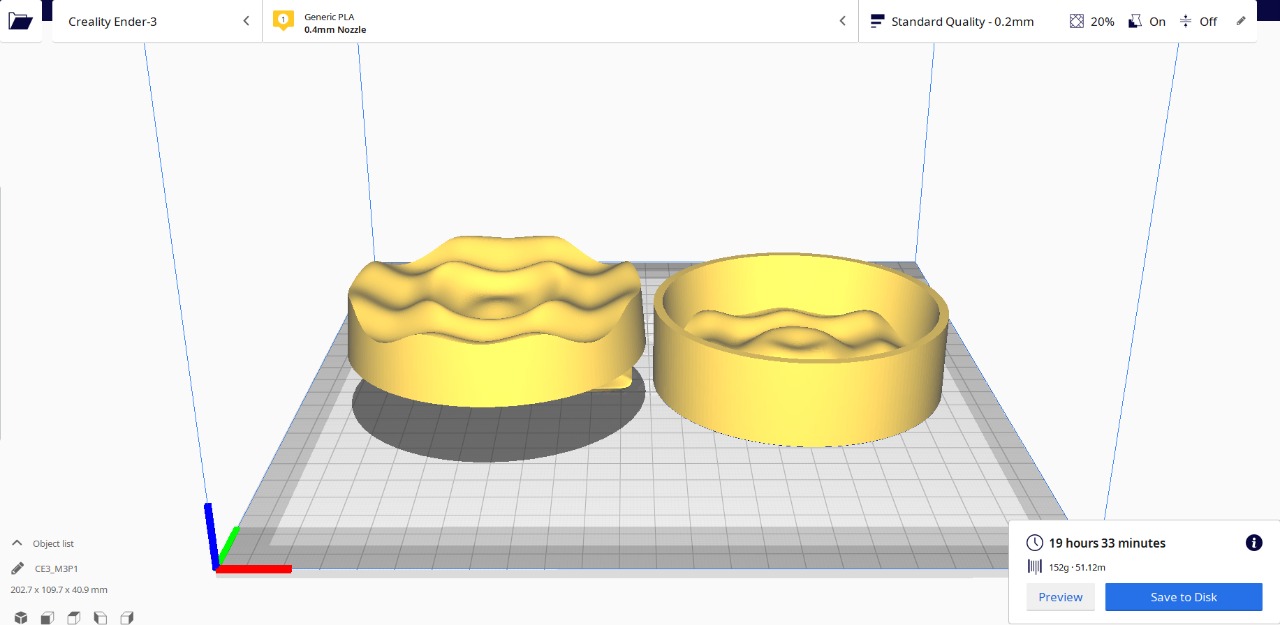 Creality Ender-3
1
Generic PLA
0.4mm Nozzle
Standard Quality - 0.2mm
20%
On
Off
Object list
CE3_M3P1
202.7 x 109.7 x 40.9 mm
19 hours 33 minutes
152g · 51.12m
Preview
Save to Disk